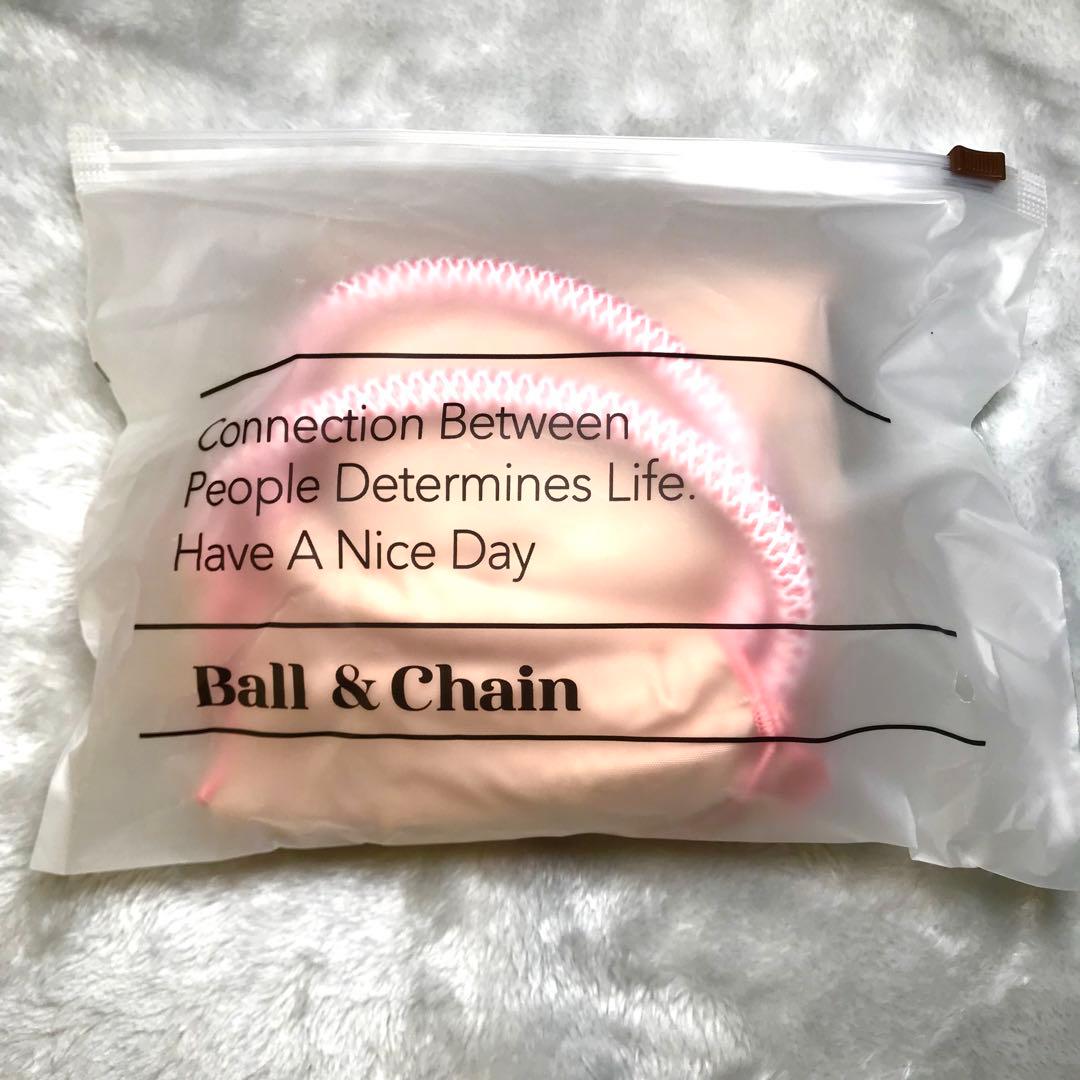 Connection Between
People Determines Life.
Have A Nice Day
Ball & Chain